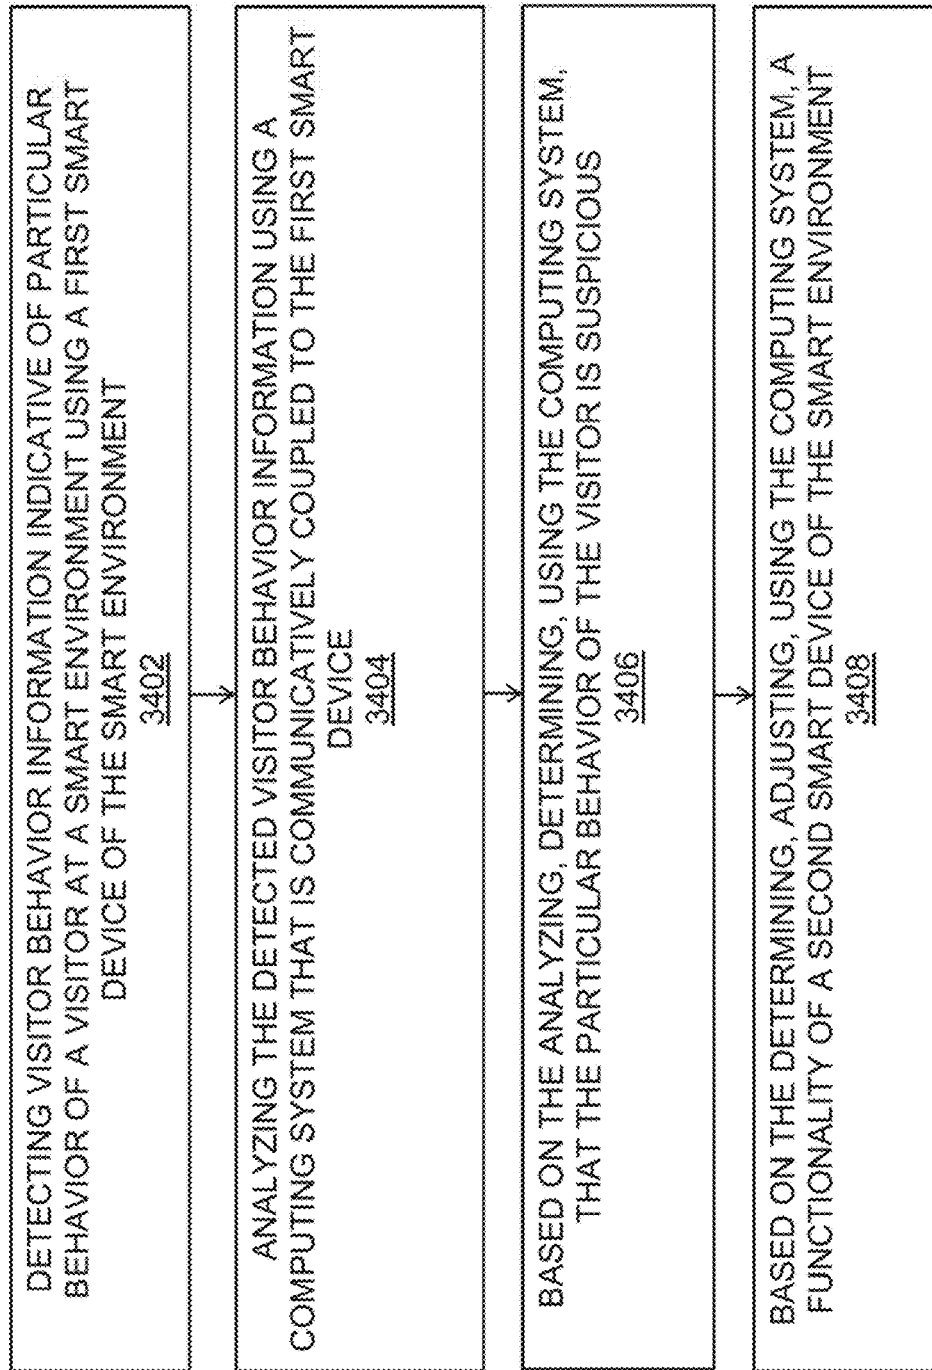 DETECTING VISITOR BEHAVIOR INFORMATION INDICATIVE OF PARTICULAR
BEHAVIOR OF A VISITOR AT A SMART ENVIRONMENT USING A FIRST SMART
DEVICE OF THE SMART ENVIRONMENT
3402
ANALYZING THE DETECTED VISITOR BEHAVIOR INFORMATION USING A
COMPUTING SYSTEM THAT IS COMMUNICATIVELY COUPLED TO THE FIRST SMART
DEVICE
3404
BASED ON THE ANALYZING, DETERMINING, USING THE COMPUTING SYSTEM,
THAT THE PARTICULAR BEHAVIOR OF THE VISITOR IS SUSPICIOUS
3406
BASED ON THE DETERMINING, ADJUSTING, USING THE COMPUTING SYSTEM, A
FUNCTIONALITY OF A SECOND SMART DEVICE OF THE SMART ENVIRONMENT
3408